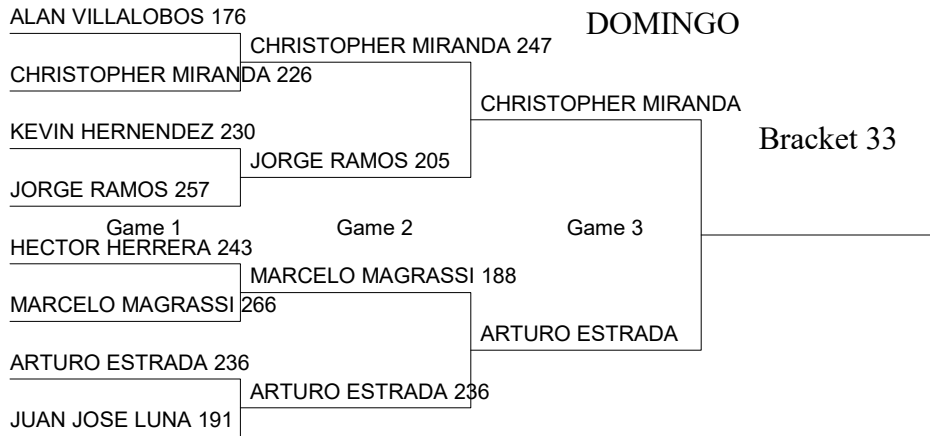 ALAN VILLALOBOS 176
DOMINGO
CHRISTOPHER MIRANDA 247
CHRISTOPHER MIRANDA 226
CHRISTOPHER MIRANDA
KEVIN HERNENDEZ 230
Bracket 33
JORGE RAMOS 205
JORGE RAMOS 257
Game 1
Game 2
Game 3
HECTOR HERRERA 243
MARCELO MAGRASSI 188
MARCELO MAGRASSI 266
ARTURO ESTRADA
ARTURO ESTRADA 236
ARTURO ESTRADA 236
JUAN JOSE LUNA 191